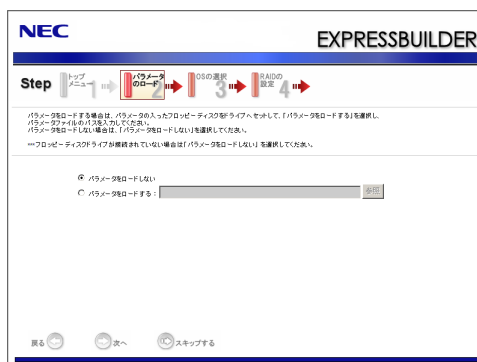 NEC
EXPRESSBUILDER
Step
トップ
メニュー 1
パラメータ
のロード 2
OSの選択
3
RAIDの
設定 4
パラメータをロードする場合は、パラメータの入ったフロッピーディスクをドライブへセットして、「パラメータをロードする」を選択し、
パラメータファイルのパスを入力してください。
パラメータをロードしない場合は、「パラメータをロードしない」を選択してください。
フロッピーディスクドライブが接続されていない場合は「パラメータをロードしない」を選択してください。
パラメータをロードしない
パラメータをロードする：
参照
戻る
次へ
スキップする